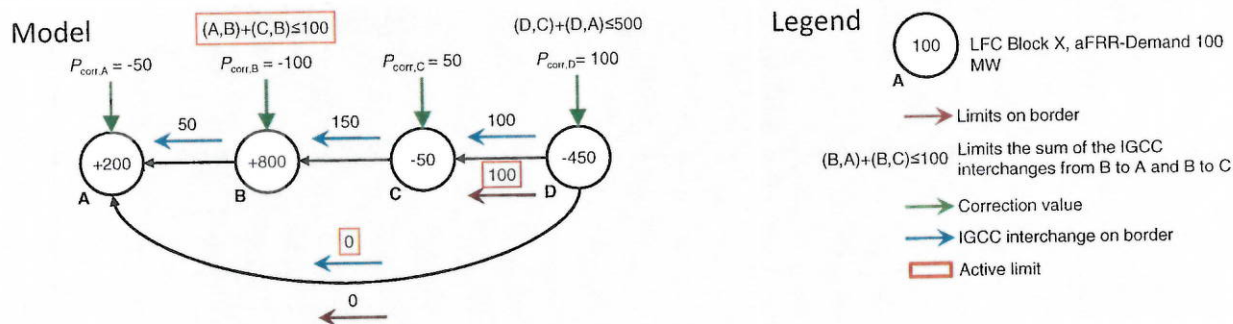 Model
(A,B)+(C,B)≤100
(D,C)+(D,A)≤500
Pcorr,A = -50
Pcorr,B = -100
Pcorr,C = 50
Pcorr,D = 100
50
150
100
+200
+800
-50
-450
A
B
C
D
100
0
0
Legend
100
A
LFC Block X, aFRR-Demand 100
MW
Limits on border
(B,A)+(B,C)≤100
Limits the sum of the IGCC
interchanges from B to A and B to C
Correction value
IGCC interchange on border
Active limit